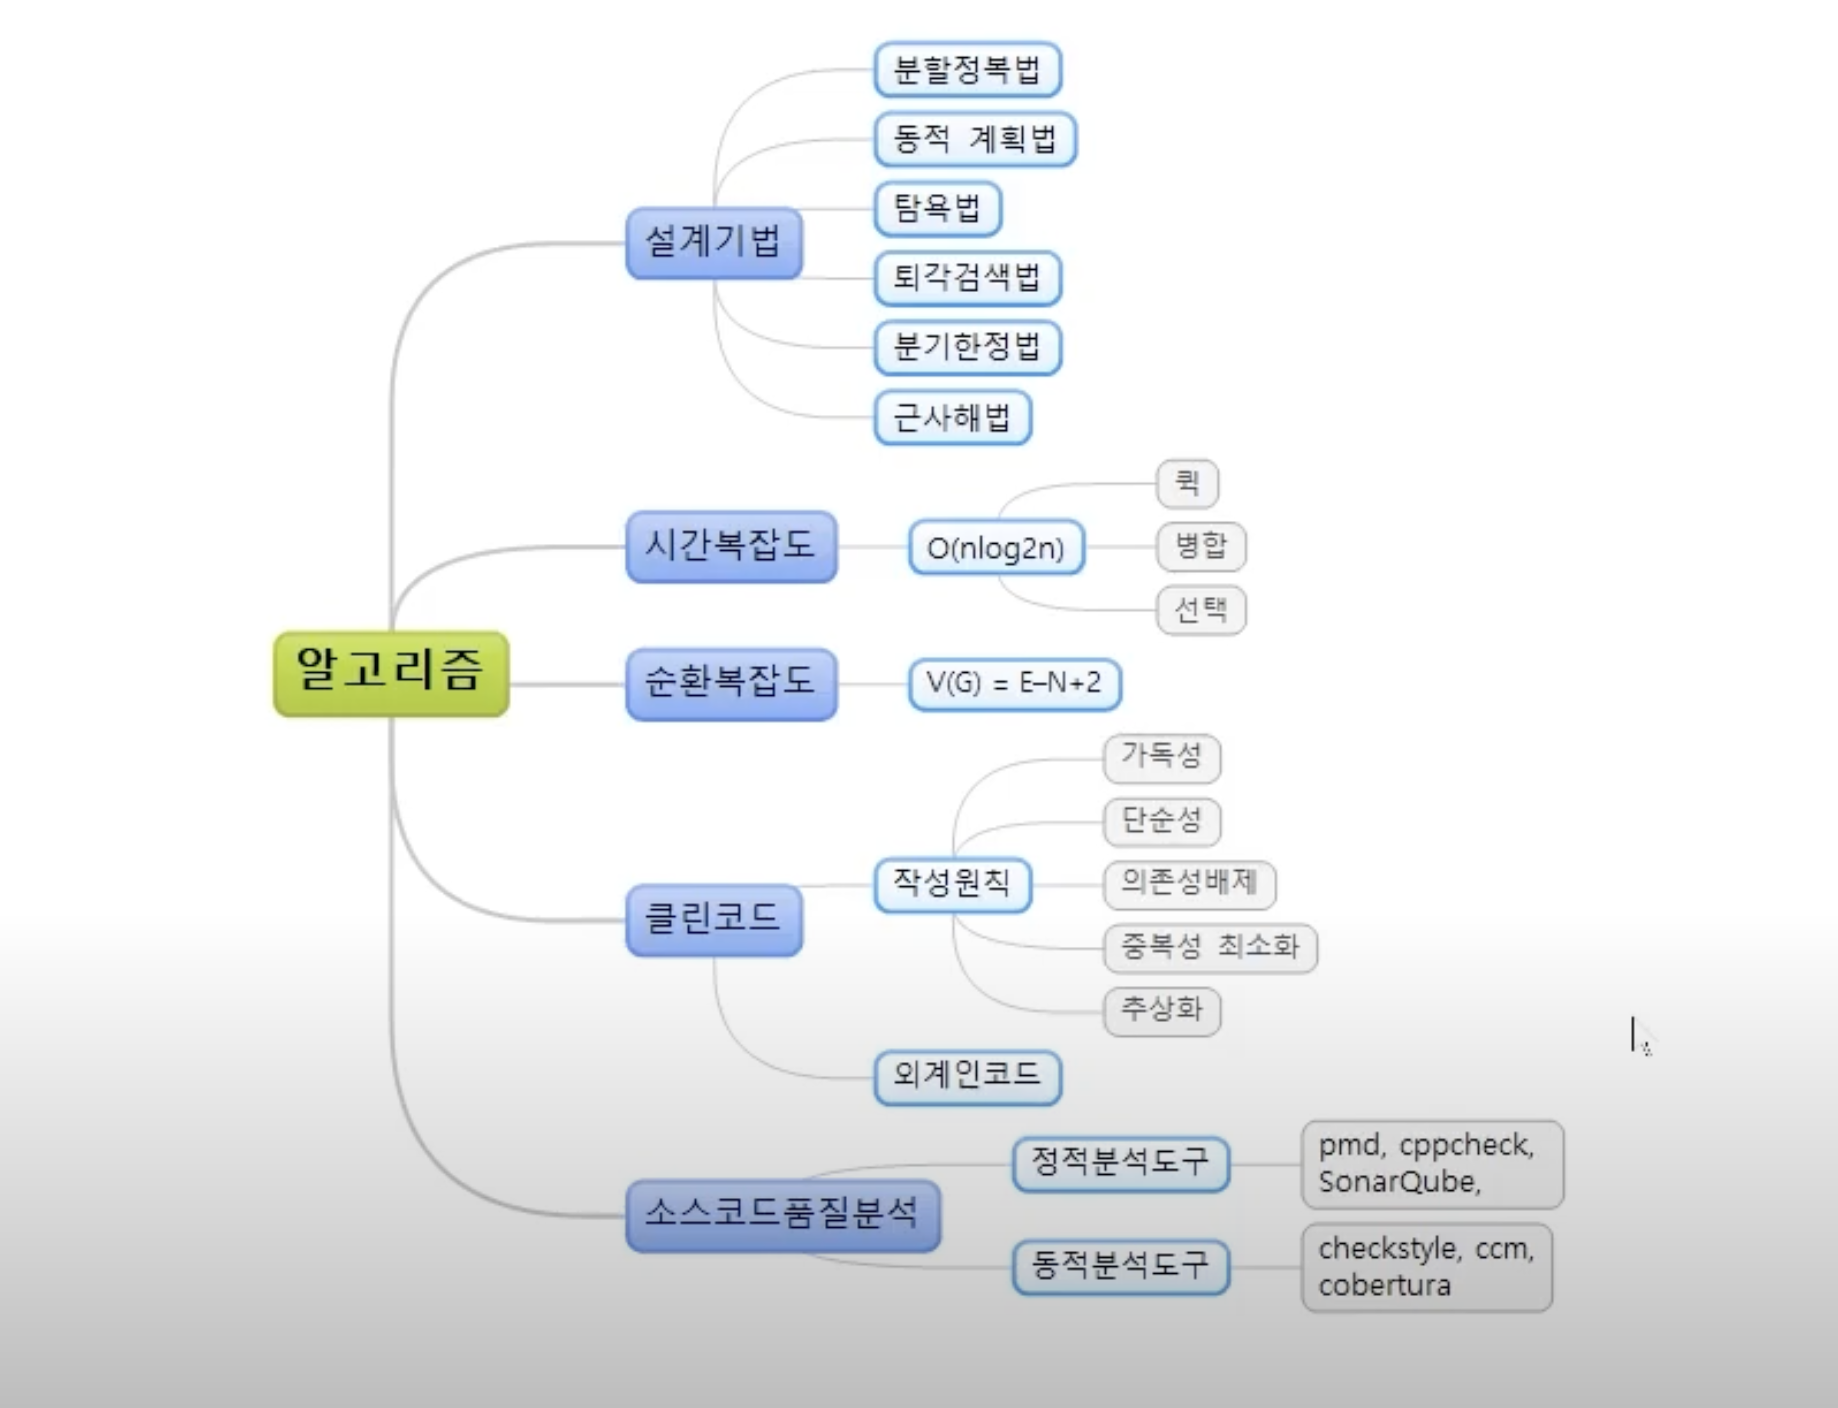 알고리즘
설계기법
분할정복법
동적 계획법
탐욕법
퇴각검색법
분기한정법
근사해법
시간복잡도
O(nlog2n)
퀵
병합
선택
순환복잡도
V(G) = E–N+2
클린코드
작성원칙
가독성
단순성
의존성배제
중복성 최소화
추상화
외계인코드
소스코드품질분석
정적분석도구
pmd, cppcheck,
SonarQube,
동적분석도구
checkstyle, ccm,
cobertura